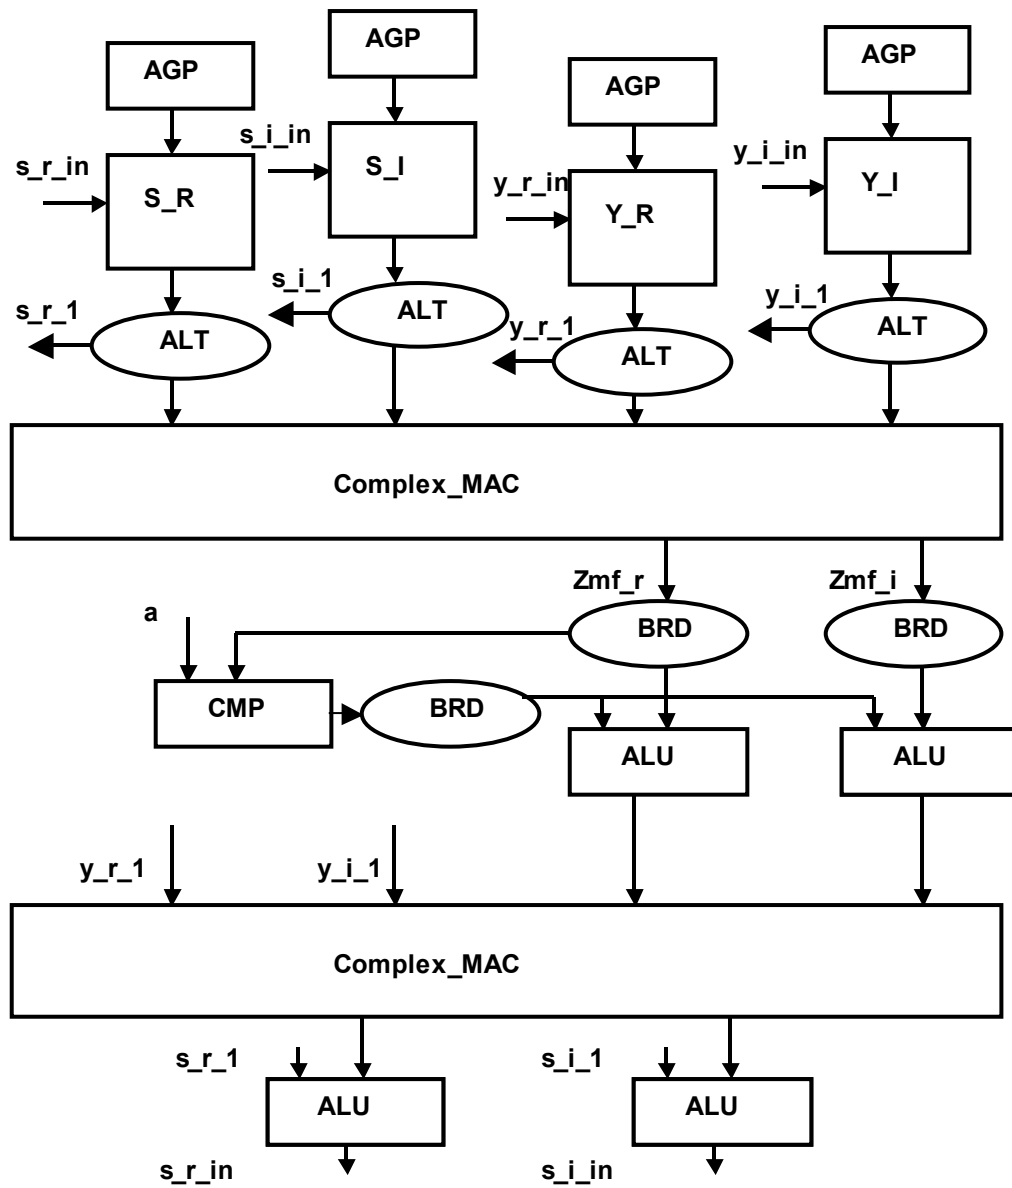 AGP
AGP
AGP
AGP
s_r_in
s_i_in
y_r_in
y_i_in
S_R
S_I
Y_R
Y_I
s_r_1
s_i_1
y_r_1
y_i_1
ALT
ALT
ALT
ALT
Complex_MAC
Zmf_r
Zmf_i
a
BRD
BRD
CMP
BRD
ALU
ALU
y_r_1
y_i_1
Complex_MAC
s_r_1
s_i_1
ALU
ALU
s_r_in
s_i_in